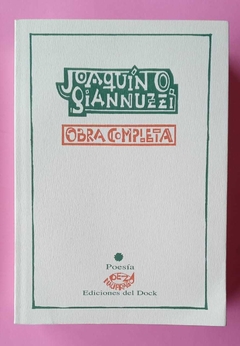 JOAQUÍN O.
GIANNUZZI
OBRA COMPLETA
Poesía
Ediciones del Dock